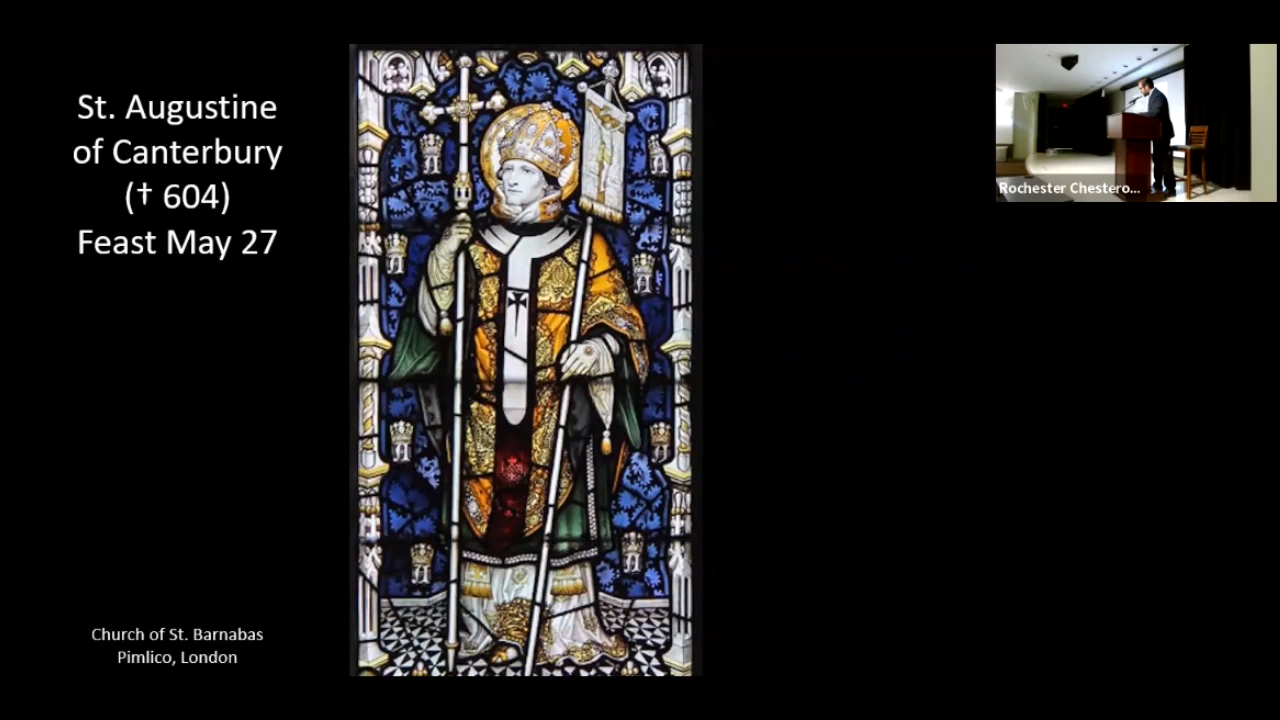 St. Augustine
of Canterbury
(† 604)
Feast May 27
Church of St. Barnabas
Pimlico, London
Rochester Chestero...